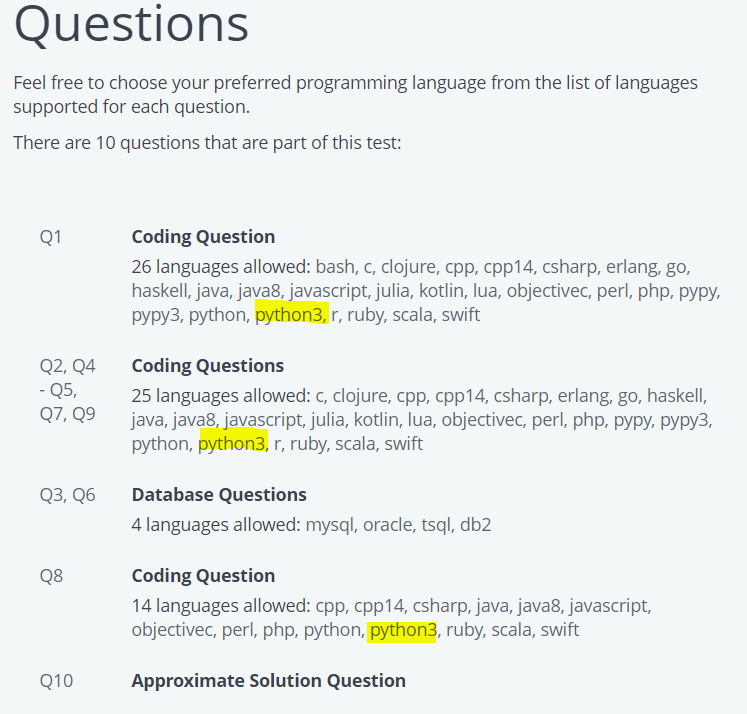 Questions
Feel free to choose your preferred programming language from the list of languages
supported for each question.
There are 10 questions that are part of this test:
Q1 Coding Question
26 languages allowed: bash, c, clojure, cpp, cpp14, csharp, erlang, go,
haskell, java, java8, javascript, julia, kotlin, lua, objectivec, perl, php, pypy,
pypy3, python, python3, r, ruby, scala, swift
Q2, Q4 Coding Questions
- Q5, 25 languages allowed: c, clojure, cpp, cpp14, csharp, erlang, go, haskell,
Q7, Q9 java, java8, javascript, julia, kotlin, lua, objectivec, perl, php, pypy, pypy3,
python, python3, r, ruby, scala, swift
Q3, Q6 Database Questions
4 languages allowed: mysql, oracle, tsql, db2
Q8 Coding Question
14 languages allowed: cpp, cpp14, csharp, java, java8, javascript,
objectivec, perl, php, python, python3, ruby, scala, swift
Q10 Approximate Solution Question